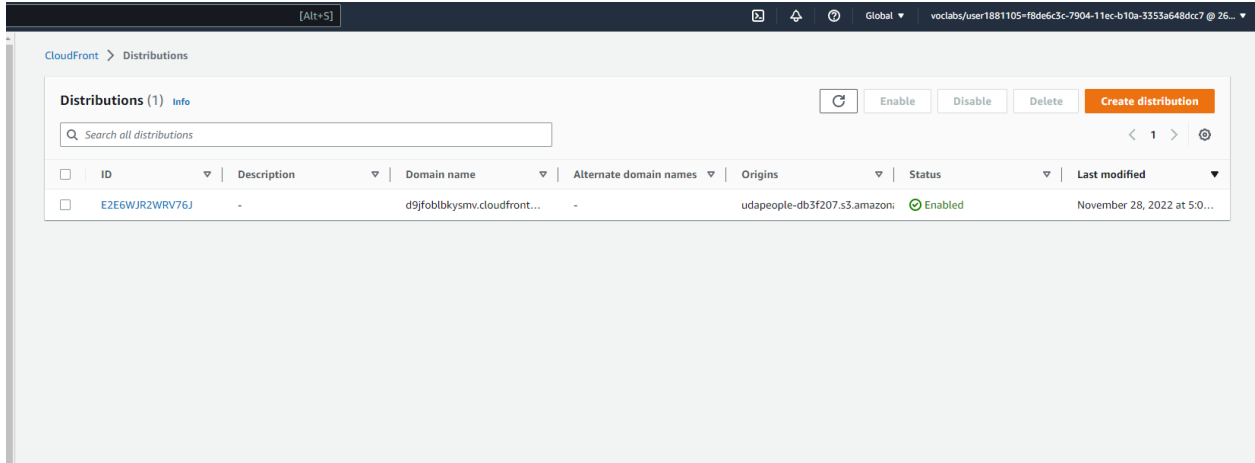 [Alt+S] Global voclabs/user1881105=f8de6c3c-7904-11ec-b10a-3353a648dcc7 @ 26...
CloudFront > Distributions
Distributions (1) Info Enable Disable Delete Create distribution
Search all distributions 1
ID Description Domain name Alternate domain names Origins Status Last modified
E2E6WJR2WRV76J - d9jfoblbkysmv.cloudfront... - udapeople-db3f207.s3.amazona Enabled November 28, 2022 at 5:0...